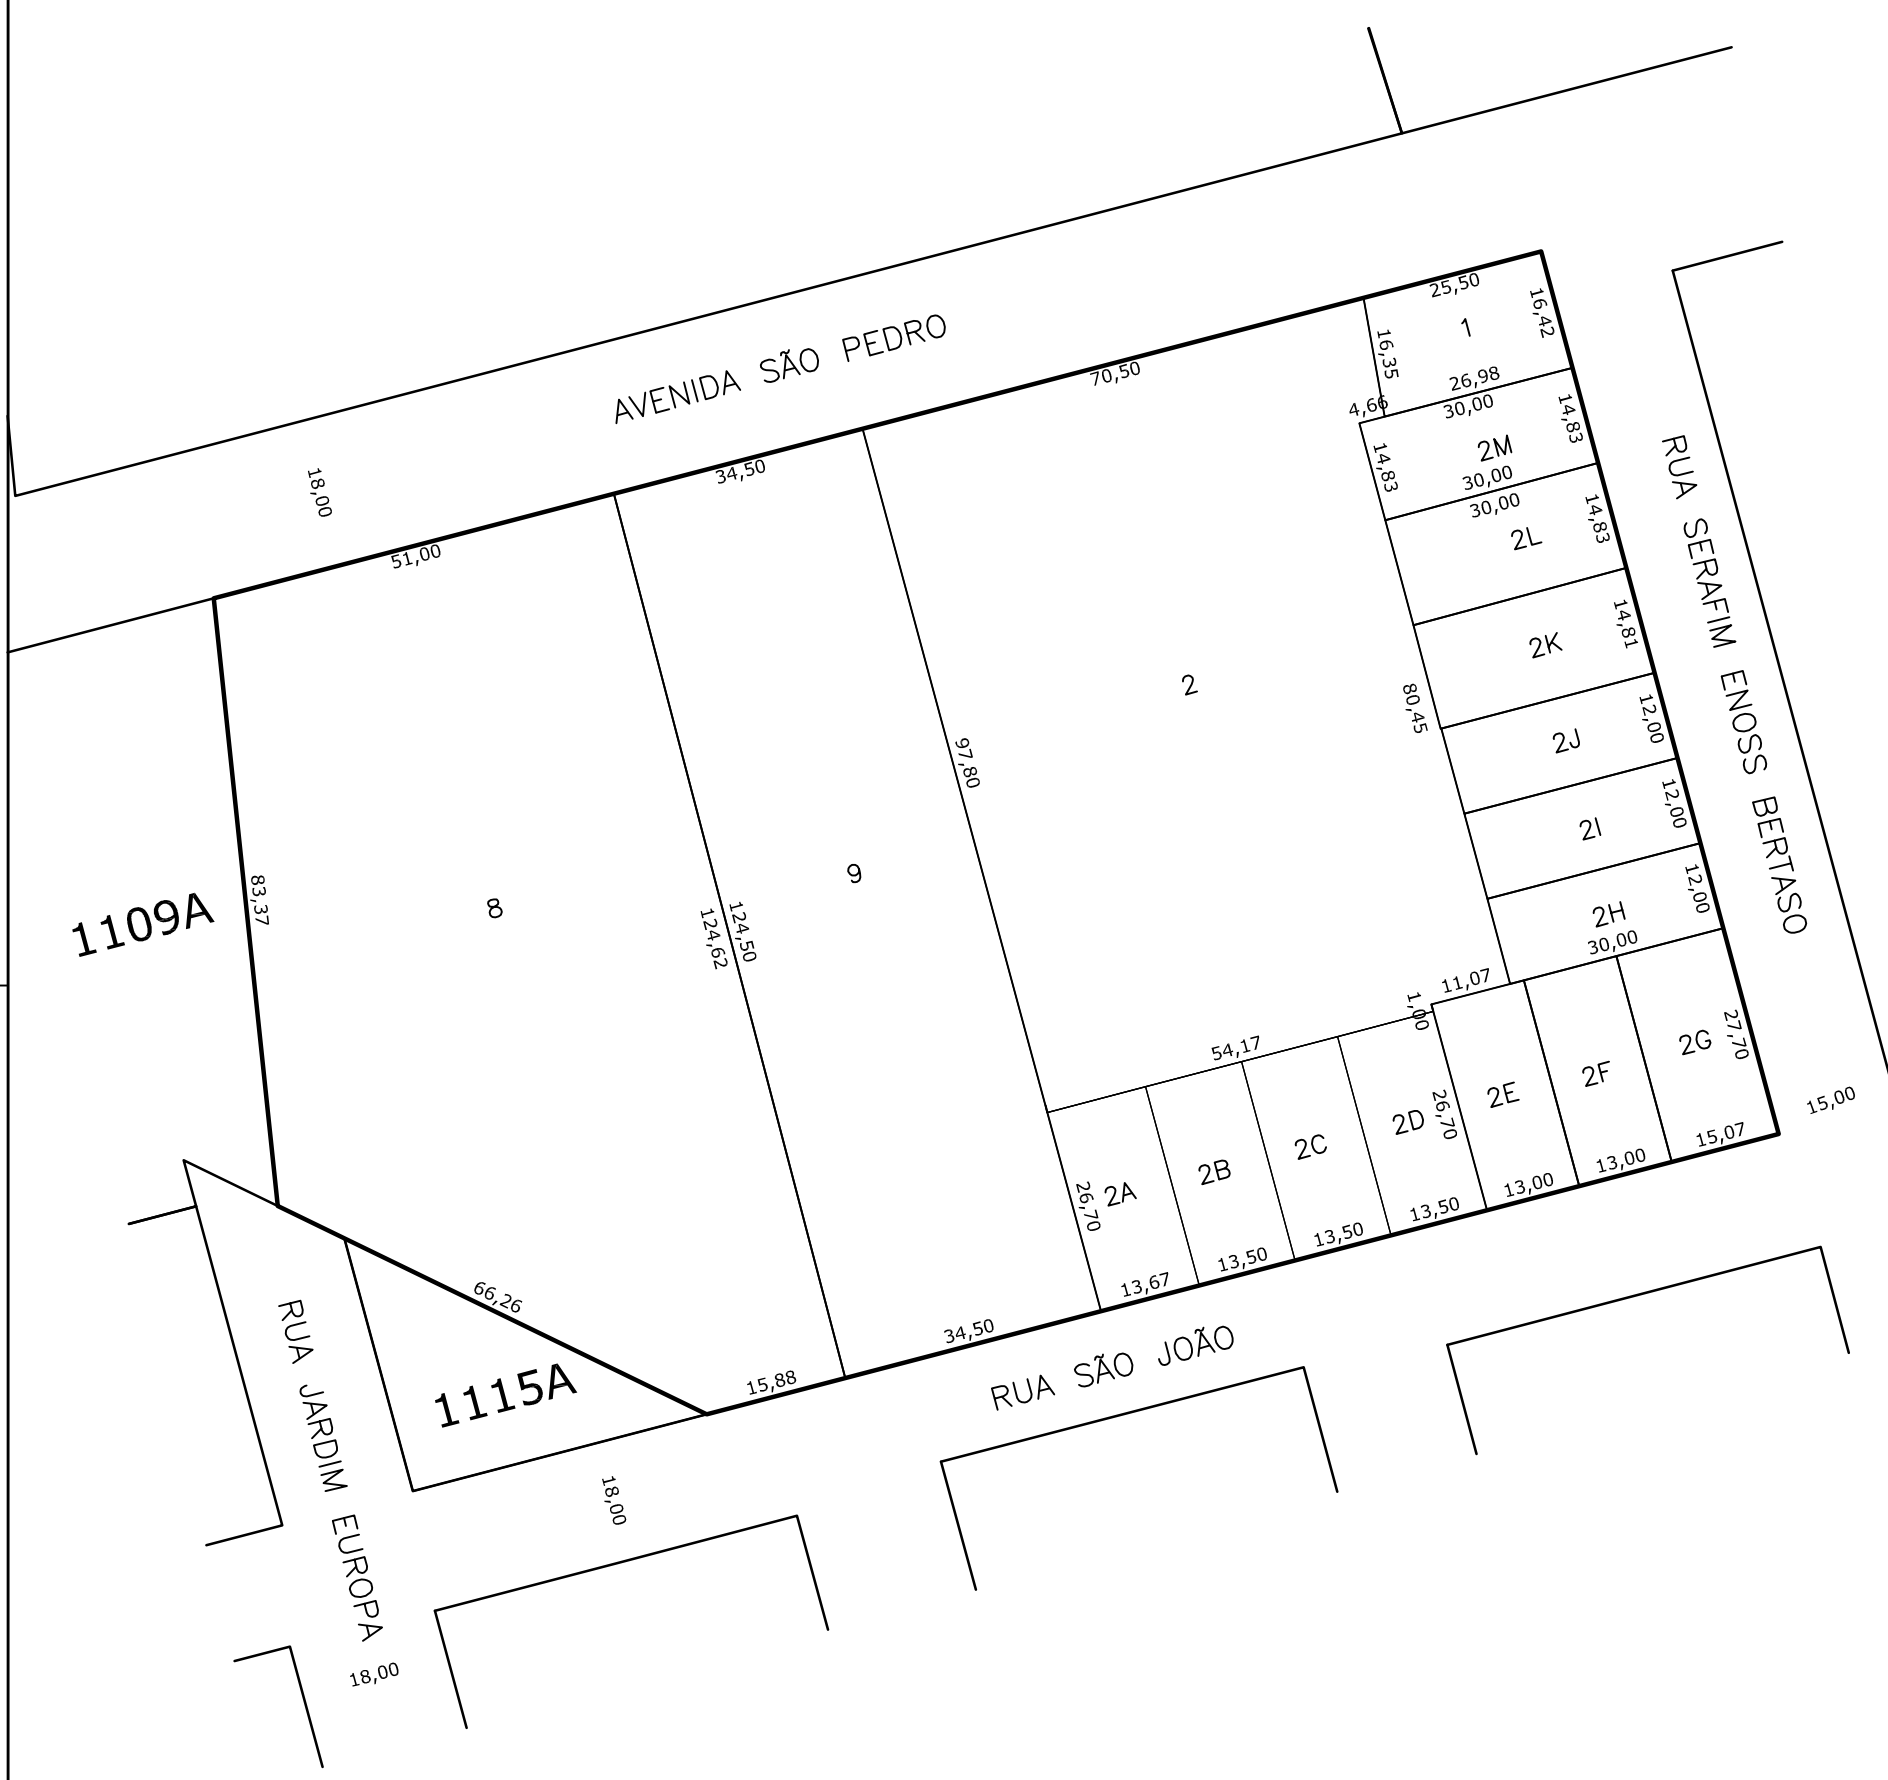 25,50
16,42
1
16,35
26,98
AVENIDA SÃO PEDRO
70,50
4,66
30,00
14,83
2M
14,83
30,00
34,50
18,00
30,00
14,83
2L
51,00
RUA SERAFIM ENOSS BERTASO
14,81
2K
2
80,45
12,00
2J
97,80
12,00
2I
9
83,37
8
12,00
2H
1109A
124,50
124,62
30,00
11,07
1,00
54,17
27,70
2G
2F
2E
26,70
2D
15,00
2C
15,07
2B
13,00
2A
26,70
13,00
13,50
13,50
13,50
13,67
66,26
34,50
RUA SÃO JOÃO
15,88
1115A
RUA JARDIM EUROPA
18,00
18,00